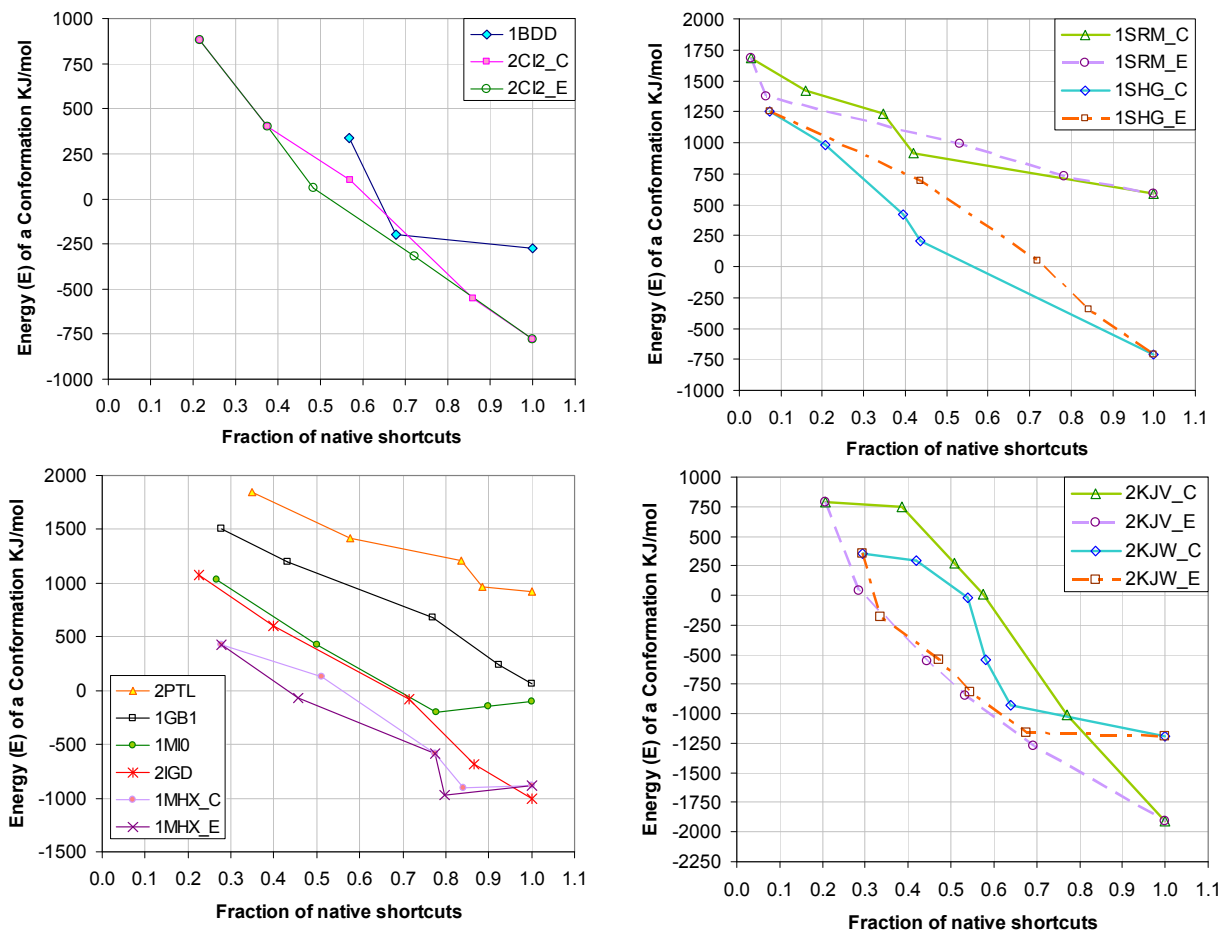 Energy (E) of a Conformation KJ/mol
1000
750
500
250
0
-250
-500
-750
-1000
1BDD
2CI2_C
2CI2_E
0.0 0.1 0.2 0.3 0.4 0.5 0.6 0.7 0.8 0.9 1.0 1.1
Fraction of native shortcuts
Energy (E) of a Conformation KJ/mol
2000
1750
1500
1250
1000
750
500
250
0
-250
-500
-750
-1000
1SRM_C
1SRM_E
1SHG_C
1SHG_E
0.0 0.1 0.2 0.3 0.4 0.5 0.6 0.7 0.8 0.9 1.0 1.1
Fraction of native shortcuts
Energy (E) of a Conformation KJ/mol
2000
1500
1000
500
0
-500
-1000
-1500
2PTL
1GB1
1MI0
2IGD
1MHX_C
1MHX_E
0.0 0.1 0.2 0.3 0.4 0.5 0.6 0.7 0.8 0.9 1.0 1.1
Fraction of native shortcuts
Energy (E) of a Conformation KJ/mol
1000
750
500
250
0
-250
-500
-750
-1000
-1250
-1500
-1750
-2000
-2250
2KJV_C
2KJV_E
2KJW_C
2KJW_E
0.0 0.1 0.2 0.3 0.4 0.5 0.6 0.7 0.8 0.9 1.0 1.1
Fraction of native shortcuts